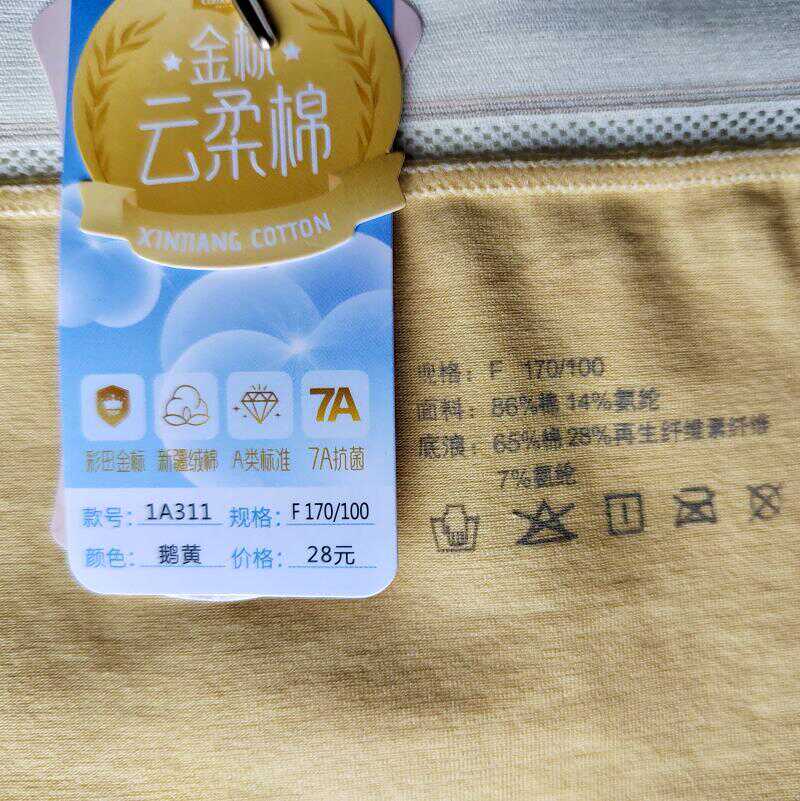 金标
云柔棉
XINJIANG COTTON
7A
彩田金标 新疆绒棉 A类标准 7A抗菌
款号: 1A311 规格: F 170/100
颜色: 鹅黄 价格: 28元
规格: F 170/100
面料: 86%棉 14%氨纶
底浪: 65%棉 28%再生纤维素纤维
7%氨纶